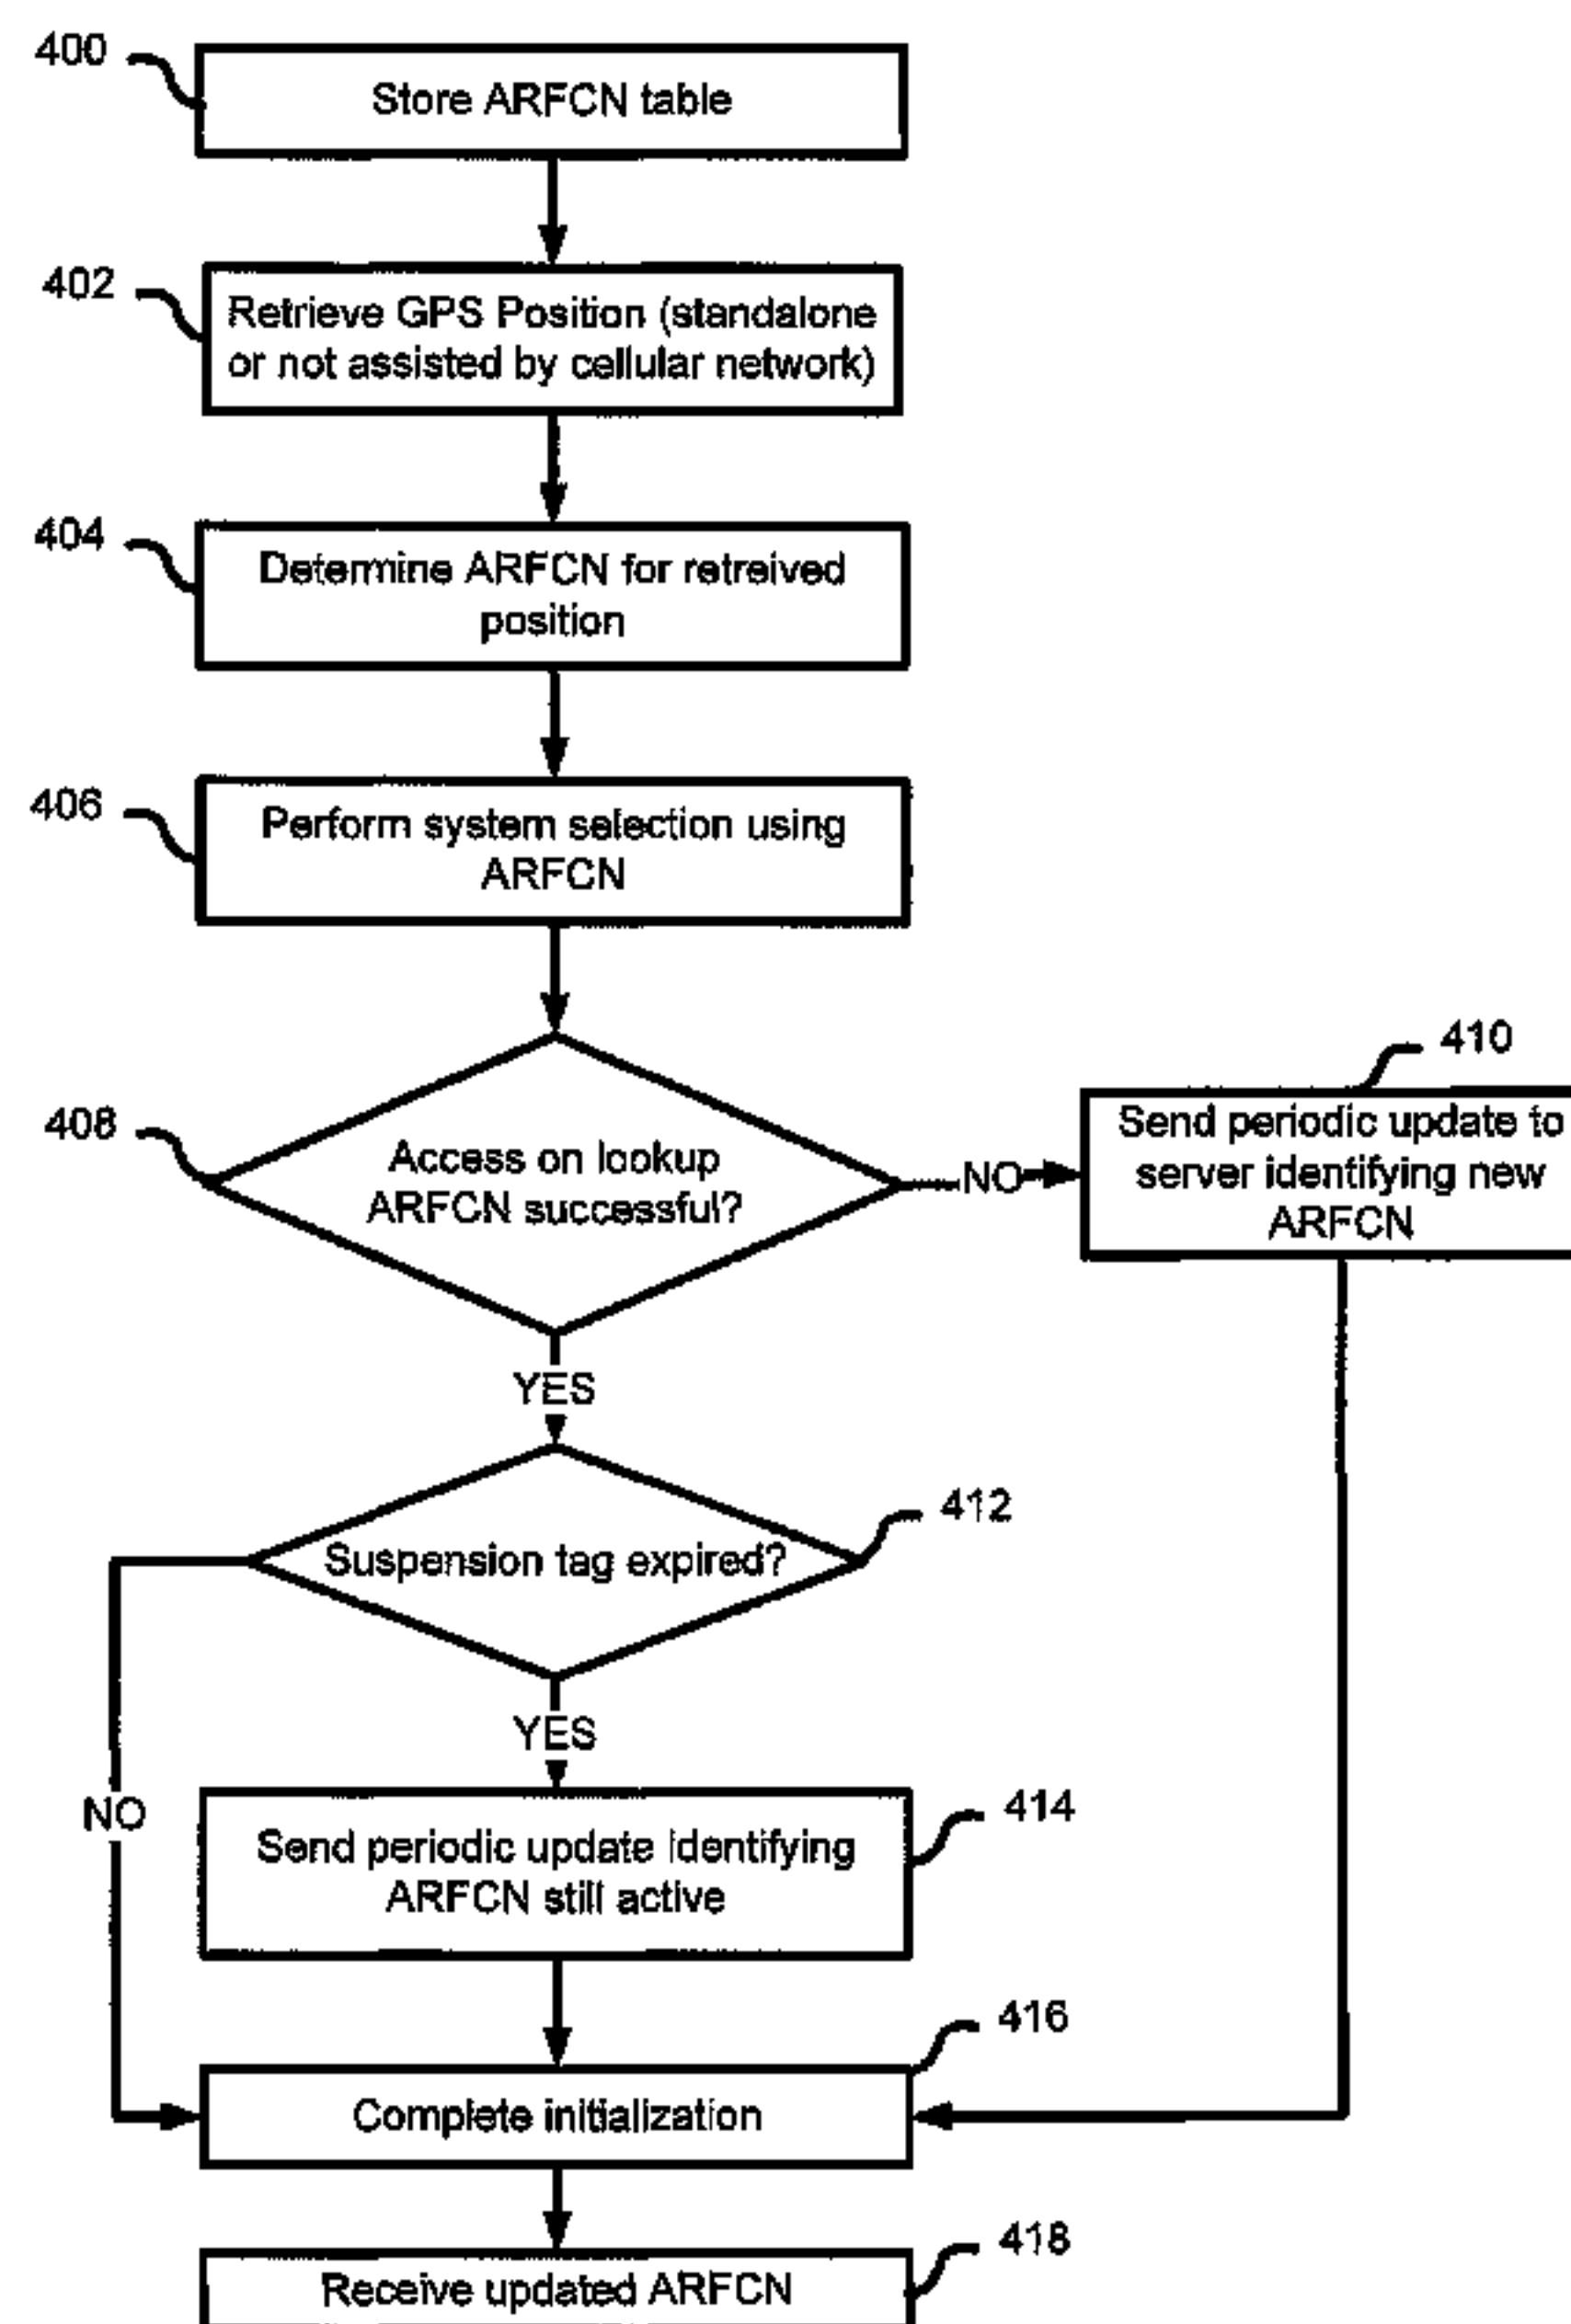 400
Store ARFCN table
402
Retrieve GPS Position (standalone
or not assisted by cellular network)
404
Determine ARFCN for retreived
position
406
Perform system selection using
ARFCN
408
Access on lookup
ARFCN successful?
NO
410
Send periodic update to
server identifying new
ARFCN
YES
412
Suspension tag expired?
YES
NO
414
Send periodic update identifying
ARFCN still active
416
Complete initialization
418
Receive updated ARFCN